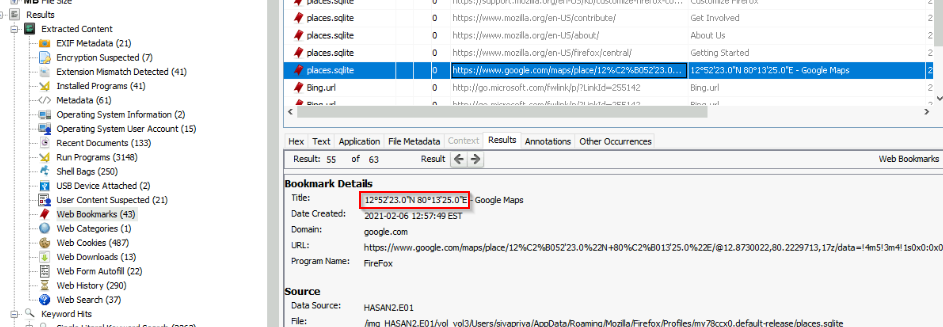 MB File Size
Results
Extracted Content
EXIF Metadata (21)
Encryption Suspected (7)
Extension Mismatch Detected (41)
Installed Programs (41)
Metadata (61)
Operating System Information (2)
Operating System User Account (15)
Recent Documents (133)
Run Programs (3148)
Shell Bags (250)
USB Device Attached (2)
User Content Suspected (21)
Web Bookmarks (43)
Web Categories (1)
Web Cookies (487)
Web Downloads (13)
Web Form Autofill (22)
Web History (290)
Web Search (37)
Keyword Hits
places.sqlite 0 https://support.mozilla.org/en-US/kb/customize-firefox-co... Customize Firefox 2
places.sqlite 0 https://www.mozilla.org/en-US/contribute/ Get Involved 2
places.sqlite 0 https://www.mozilla.org/en-US/about/ About Us 2
places.sqlite 0 https://www.mozilla.org/en-US/firefox/central/ Getting Started 2
places.sqlite 0 https://www.google.com/maps/place/12%C2%B052'23.0... 12°52'23.0"N 80°13'25.0"E - Google Maps 2
Bing.url 0 http://go.microsoft.com/fwlink/p/?LinkId=255142 Bing.url 2
Bing.url 0 http://go.microsoft.com/fwlink/p/?LinkId=255142 Bing.url 2
Hex Text Application File Metadata Context Results Annotations Other Occurrences
Result: 55 of 63 Result Web Bookmarks
Bookmark Details
Title: 12°52'23.0"N 80°13'25.0"E - Google Maps
Date Created: 2021-02-06 12:57:49 EST
Domain: google.com
URL: https://www.google.com/maps/place/12%C2%B052'23.0%22N+80%C2%B013'25.0%22E/@12.8730022,80.2229713,17z/data=!4m5!3m4!1s0x0:0x0
Program Name: FireFox
Source
Data Source: HASAN2.E01
File: /img_HASAN2.E01/vol_vol3/Users/sivapriya/AppData/Roaming/Mozilla/Firefox/Profiles/my78ccx0.default-release/places.sqlite